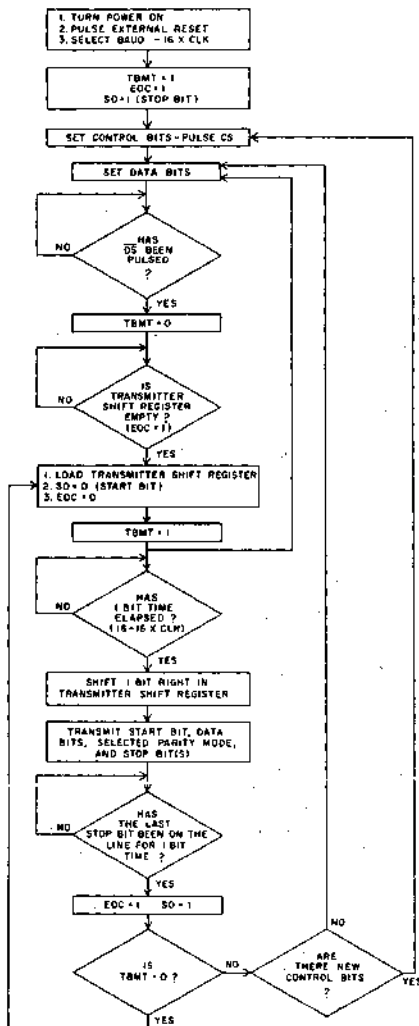 1. TURN POWER ON
2. PULSE EXTERNAL RESET
3. SELECT BAUD - 16 X CLK
TBMT = 1
EOC = 1
SO = 1 (STOP BIT)
SET CONTROL BITS - PULSE CS
SET DATA BITS
HAS
DS BEEN
PULSED
?
NO
YES
TBMT = 0
IS
TRANSMITTER
SHIFT REGISTER
EMPTY ?
(EOC = 1)
NO
YES
1. LOAD TRANSMITTER SHIFT REGISTER
2. SO = 0 (START BIT)
3. EOC = 0
TBMT = 1
HAS
1 BIT TIME
ELAPSED ?
(16-16 X CLK)
NO
YES
SHIFT 1 BIT RIGHT IN
TRANSMITTER SHIFT REGISTER
TRANSMIT START BIT, DATA
BITS, SELECTED PARITY MODE,
AND STOP BIT(S)
HAS
THE LAST
STOP BIT BEEN ON THE
LINE FOR 1 BIT
TIME ?
NO
YES
EOC = 1 SO = 1
IS
TBMT = 0 ?
NO
YES
ARE
THERE NEW
CONTROL BITS
?
NO
YES